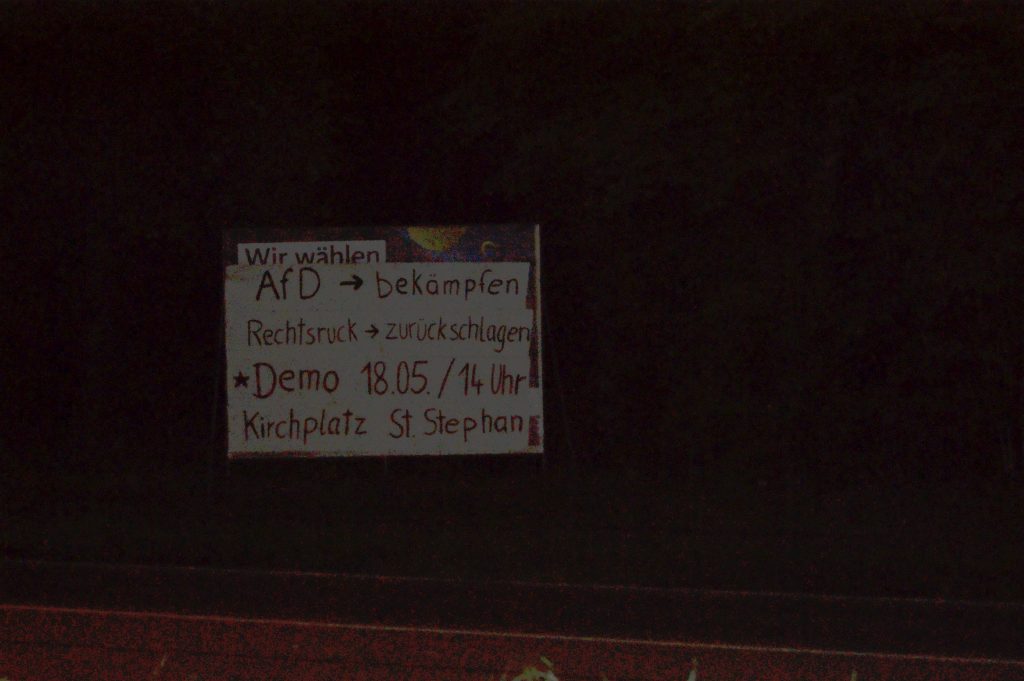 Wir wählen
AfD → bekämpfen
Rechtsruck → zurückschlagen
★ Demo 18.05. / 14 Uhr
Kirchplatz St. Stephan